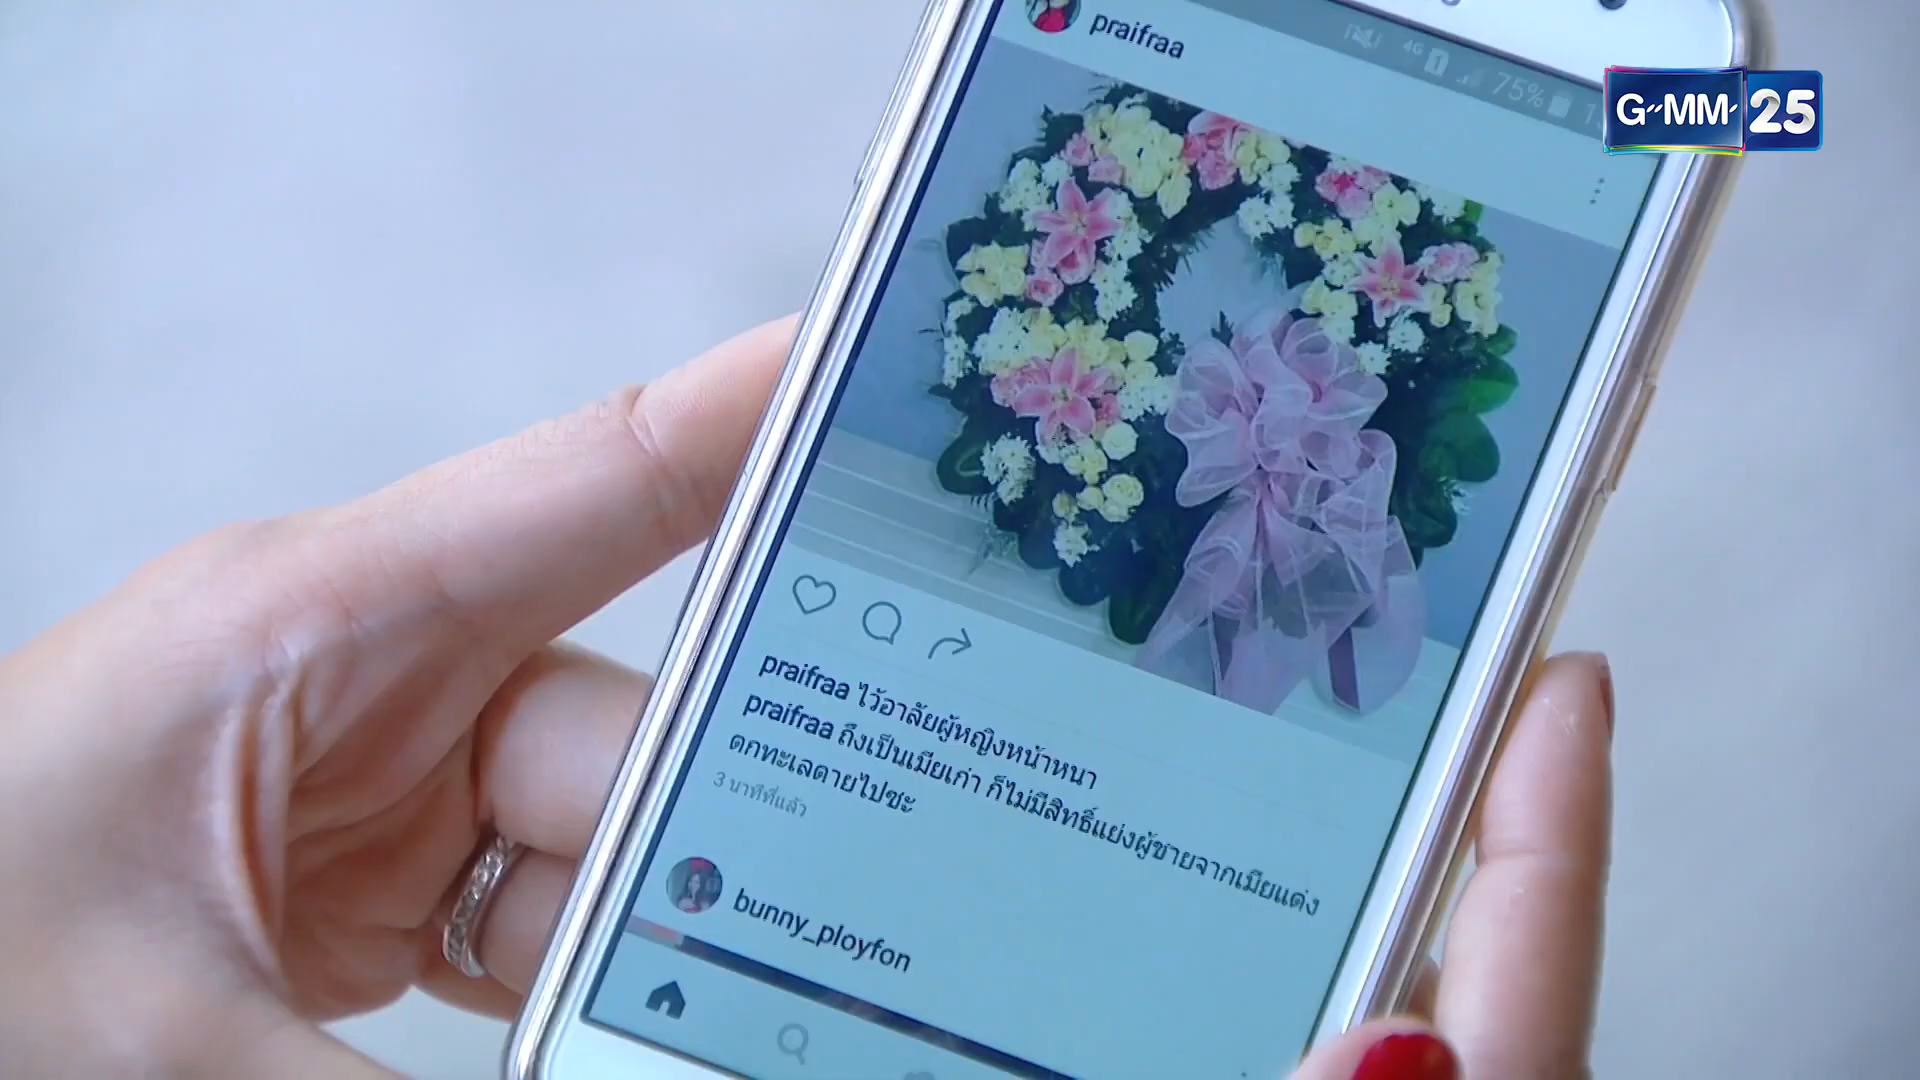 praifraa
4G 1 75% 1
GMM 25
praifraa ไว้อาลัยผู้หญิงหน้าหนา
praifraa ถึงเป็นเมียเก่า ก็ไม่มีสิทธิ์แย่งผู้ชายจากเมียแต่ง
ตกทะเลตายไปซะ
3 นาทีที่แล้ว
bunny_ployfon